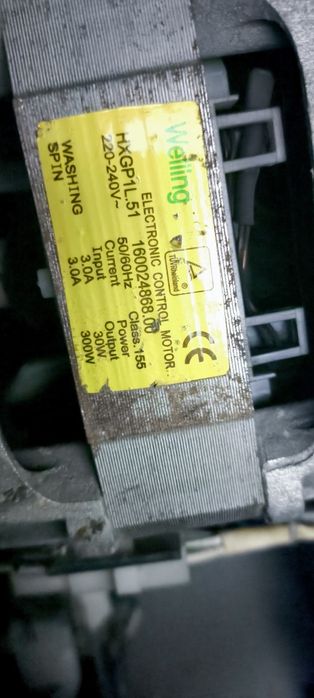 Welling
TÜVRheinland®
CE
ELECTRONIC CONTROL MOTOR
HXGP1L.51
160024868.00
Class.155
220-240V~
50/60Hz
Power
Current
Input
Output
WASHING
3.0A
30W
SPIN
3.0A
300W